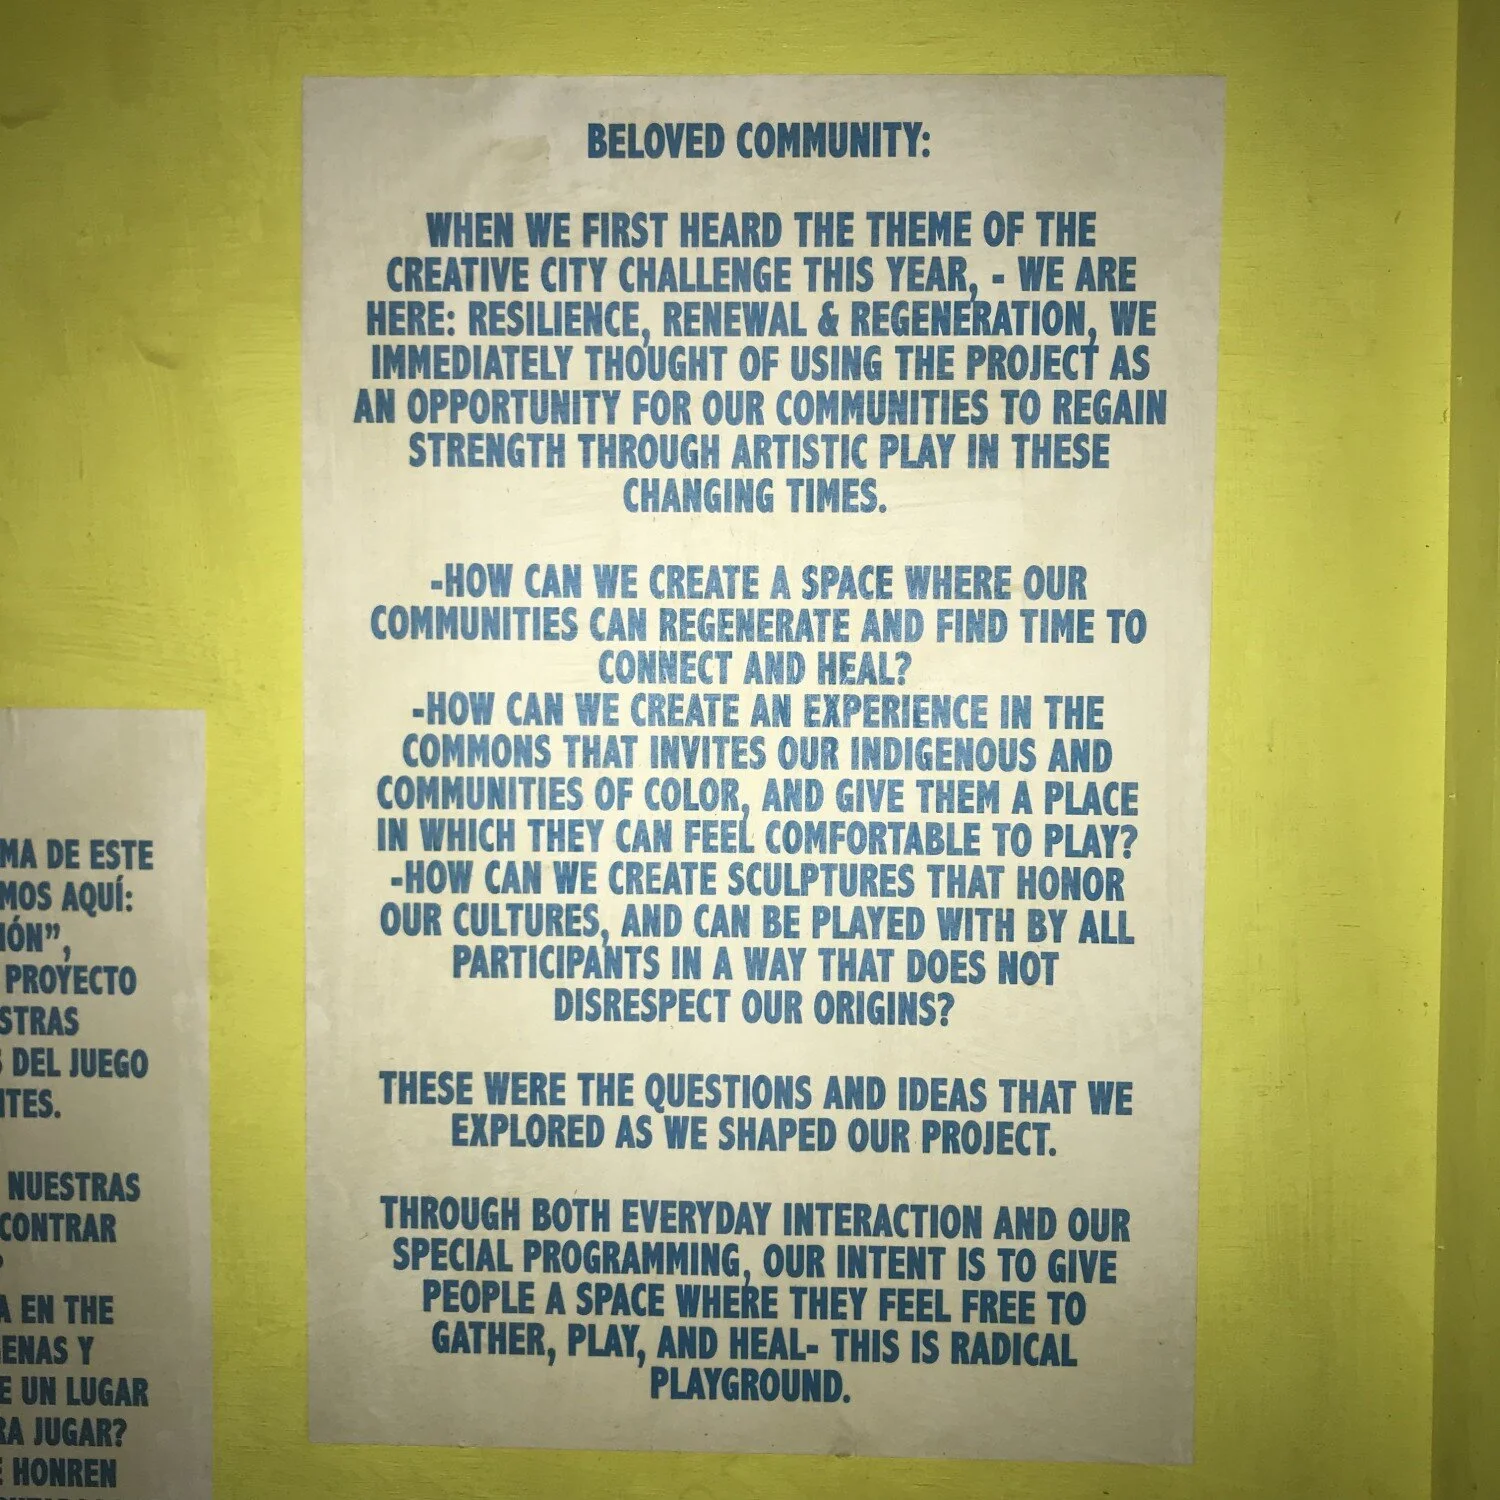 BELOVED COMMUNITY:
WHEN WE FIRST HEARD THE THEME OF THE
CREATIVE CITY CHALLENGE THIS YEAR, - WE ARE
HERE: RESILIENCE, RENEWAL & REGENERATION, WE
IMMEDIATELY THOUGHT OF USING THE PROJECT AS
AN OPPORTUNITY FOR OUR COMMUNITIES TO REGAIN
STRENGTH THROUGH ARTISTIC PLAY IN THESE
CHANGING TIMES.
-HOW CAN WE CREATE A SPACE WHERE OUR
COMMUNITIES CAN REGENERATE AND FIND TIME TO
CONNECT AND HEAL?
-HOW CAN WE CREATE AN EXPERIENCE IN THE
COMMONS THAT INVITES OUR INDIGENOUS AND
COMMUNITIES OF COLOR, AND GIVE THEM A PLACE
IN WHICH THEY CAN FEEL COMFORTABLE TO PLAY?
-HOW CAN WE CREATE SCULPTURES THAT HONOR
OUR CULTURES, AND CAN BE PLAYED WITH BY ALL
PARTICIPANTS IN A WAY THAT DOES NOT
DISRESPECT OUR ORIGINS?
THESE WERE THE QUESTIONS AND IDEAS THAT WE
EXPLORED AS WE SHAPED OUR PROJECT.
THROUGH BOTH EVERYDAY INTERACTION AND OUR
SPECIAL PROGRAMMING, OUR INTENT IS TO GIVE
PEOPLE A SPACE WHERE THEY FEEL FREE TO
GATHER, PLAY, AND HEAL- THIS IS RADICAL
PLAYGROUND.
MA DE ESTE
MOS AQUÍ:
IÓN”,
PROYECTO
STRAS
DEL JUEGO
NTES.
NUESTRAS
CONTRAR
A EN THE
ENAS Y
E UN LUGAR
RA JUGAR?
E HONREN